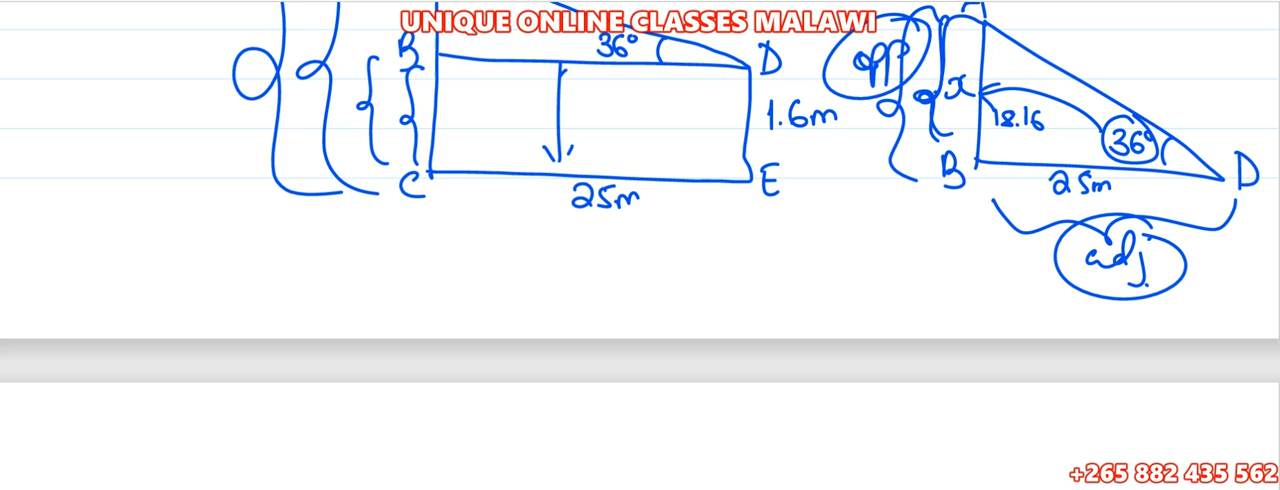 UNIQUE ONLINE CLASSES MALAWI
36°
B
D
1.6m
C
25m
E
opp
A
x
18.16
36°
B
25m
D
adj.
+265 882 435 562